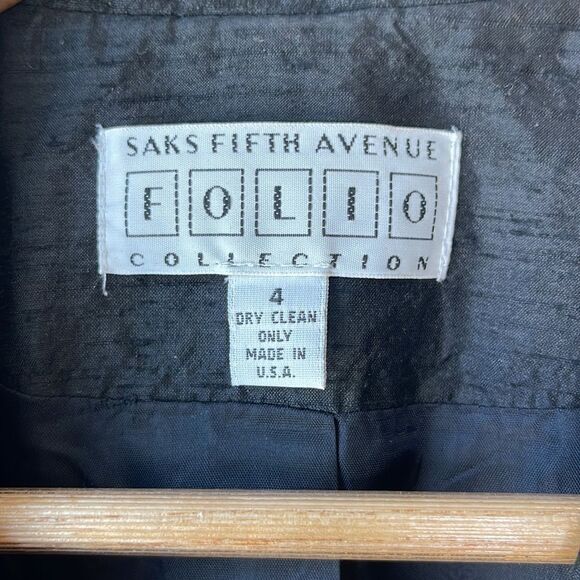 SAKS FIFTH AVENUE
FOLIO
COLLECTION
4
DRY CLEAN
ONLY
MADE IN
U.S.A.